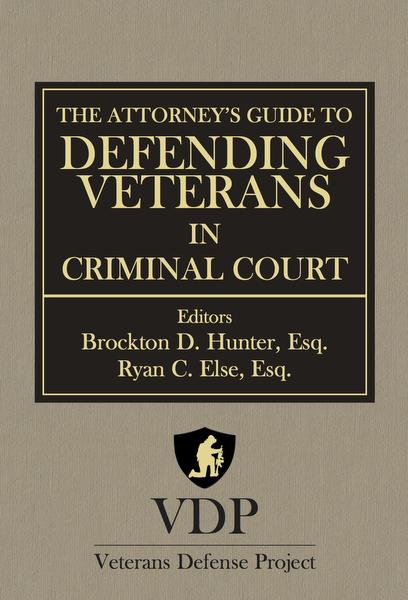 THE ATTORNEY'S GUIDE TO
DEFENDING
VETERANS
IN
CRIMINAL COURT
Editors
Brockton D. Hunter, Esq.
Ryan C. Else, Esq.
VDP
Veterans Defense Project